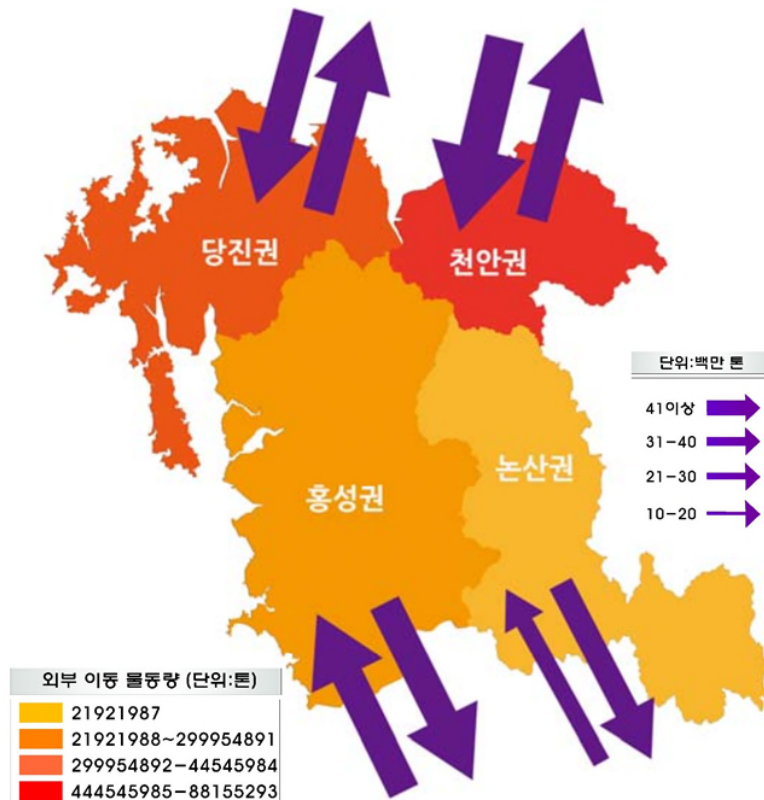 당진권
천안권
홍성권
논산권
단위:백만 톤
41이상
31-40
21-30
10-20
외부 이동 물동량 (단위:톤)
21921987
21921988~299954891
299954892-44545984
444545985-88155293